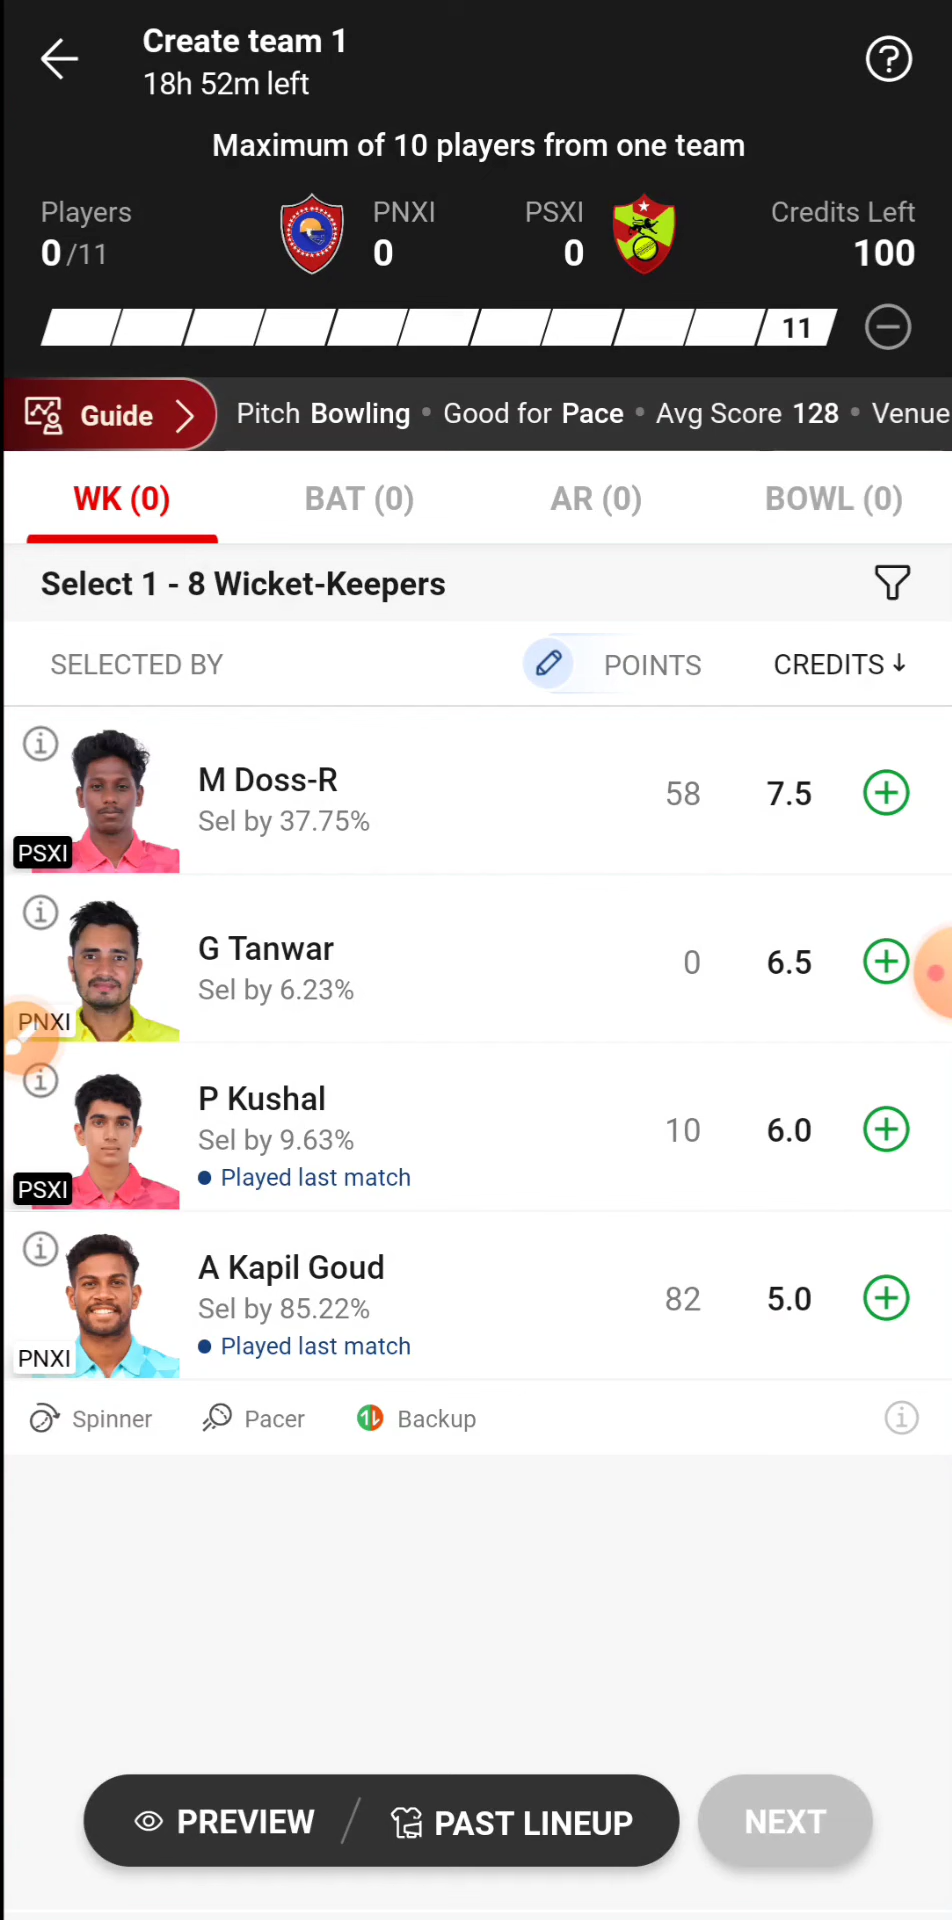 Create team 1
18h 52m left
Maximum of 10 players from one team
Players PNXI PSXI Credits Left
0/11 0 0 100
11
Guide Pitch Bowling • Good for Pace • Avg Score 128 • Venue
WK (0) BAT (0) AR (0) BOWL (0)
Select 1 - 8 Wicket-Keepers
SELECTED BY POINTS CREDITS ↓
M Doss-R
Sel by 37.75%
58 7.5
PSXI
G Tanwar
Sel by 6.23%
0 6.5
PNXI
P Kushal
Sel by 9.63%
• Played last match
10 6.0
PSXI
A Kapil Goud
Sel by 85.22%
• Played last match
82 5.0
PNXI
Spinner Pacer Backup
PREVIEW / PAST LINEUP NEXT